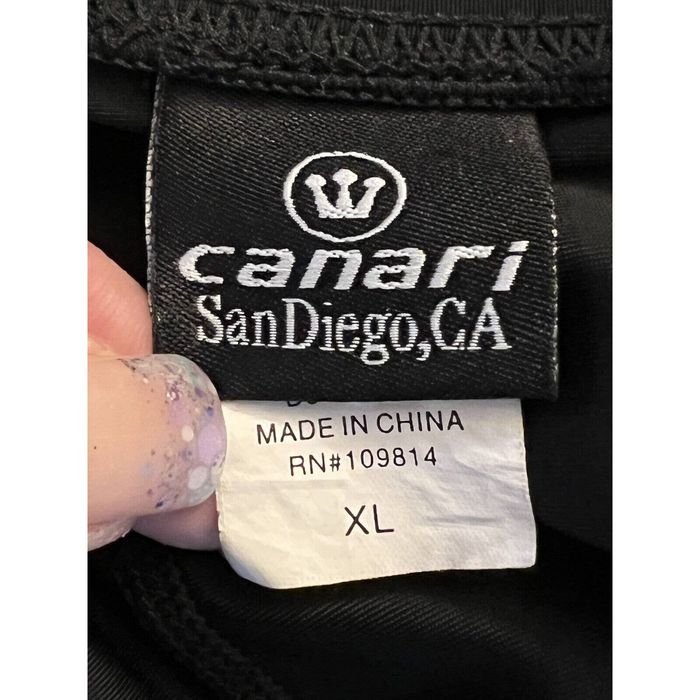 canari
SanDiego,CA
MADE IN CHINA
RN#109814
XL